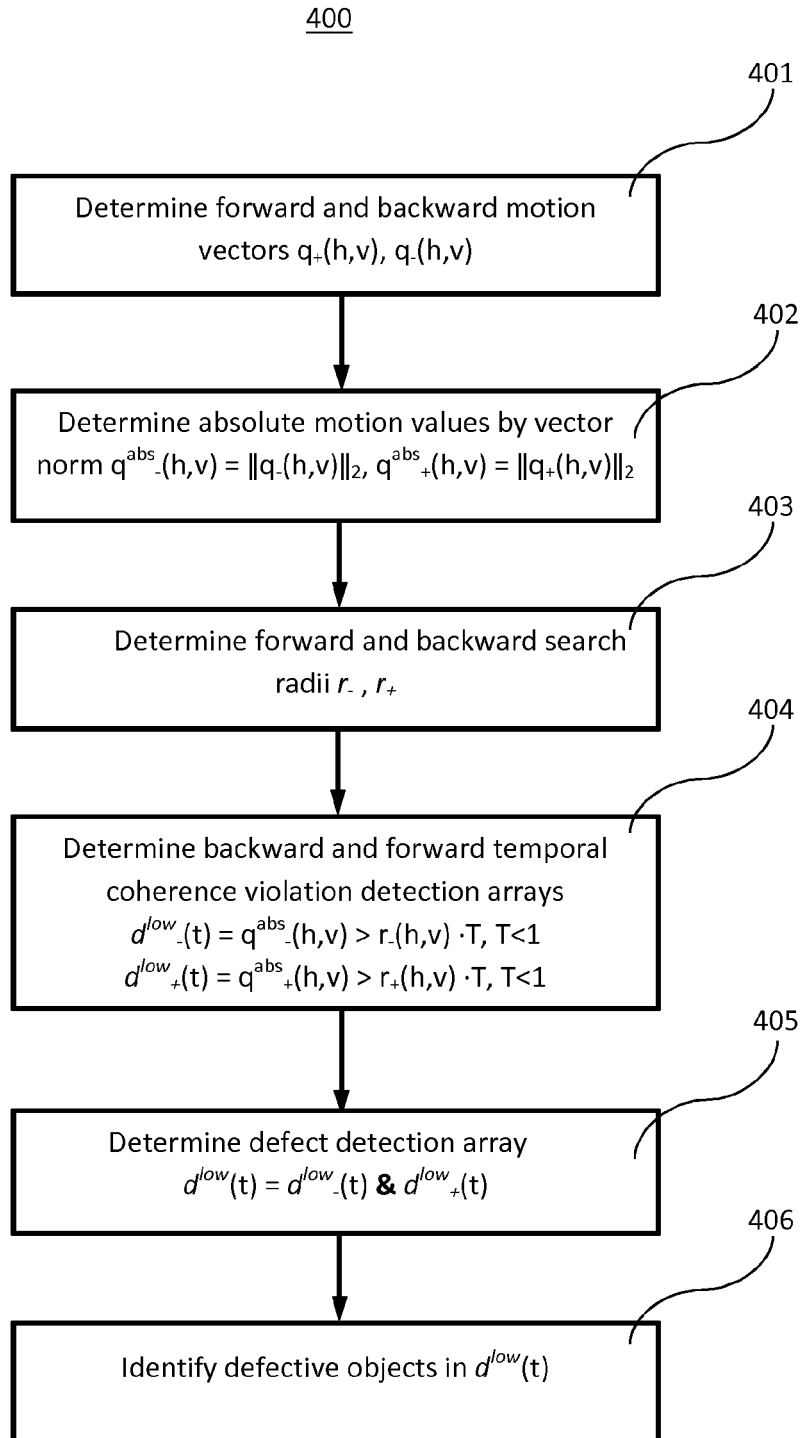 400
401
Determine forward and backward motion
vectors q₊(h,v), q₋(h,v)
402
Determine absolute motion values by vector
norm qᵃᵇˢ₋(h,v) = ‖q₋(h,v)‖₂, qᵃᵇˢ₊(h,v) = ‖q₊(h,v)‖₂
403
Determine forward and backward search
radii r₋ , r₊
404
Determine backward and forward temporal
coherence violation detection arrays
dˡᵒʷ₋(t) = qᵃᵇˢ₋(h,v) > r₋(h,v) ·T, T<1
dˡᵒʷ₊(t) = qᵃᵇˢ₊(h,v) > r₊(h,v) ·T, T<1
405
Determine defect detection array
dˡᵒʷ(t) = dˡᵒʷ₋(t) & dˡᵒʷ₊(t)
406
Identify defective objects in dˡᵒʷ(t)